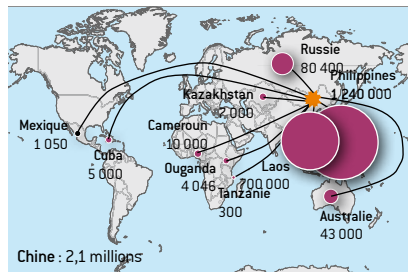 Russie
80 400
Philippines
1 240 000
Kazakhstan
7 000
Mexique
1 050
Cameroun
10 000
Cuba
5 000
Laos
700 000
Ouganda
4 046
Tanzanie
300
Australie
43 000
Chine : 2,1 millions